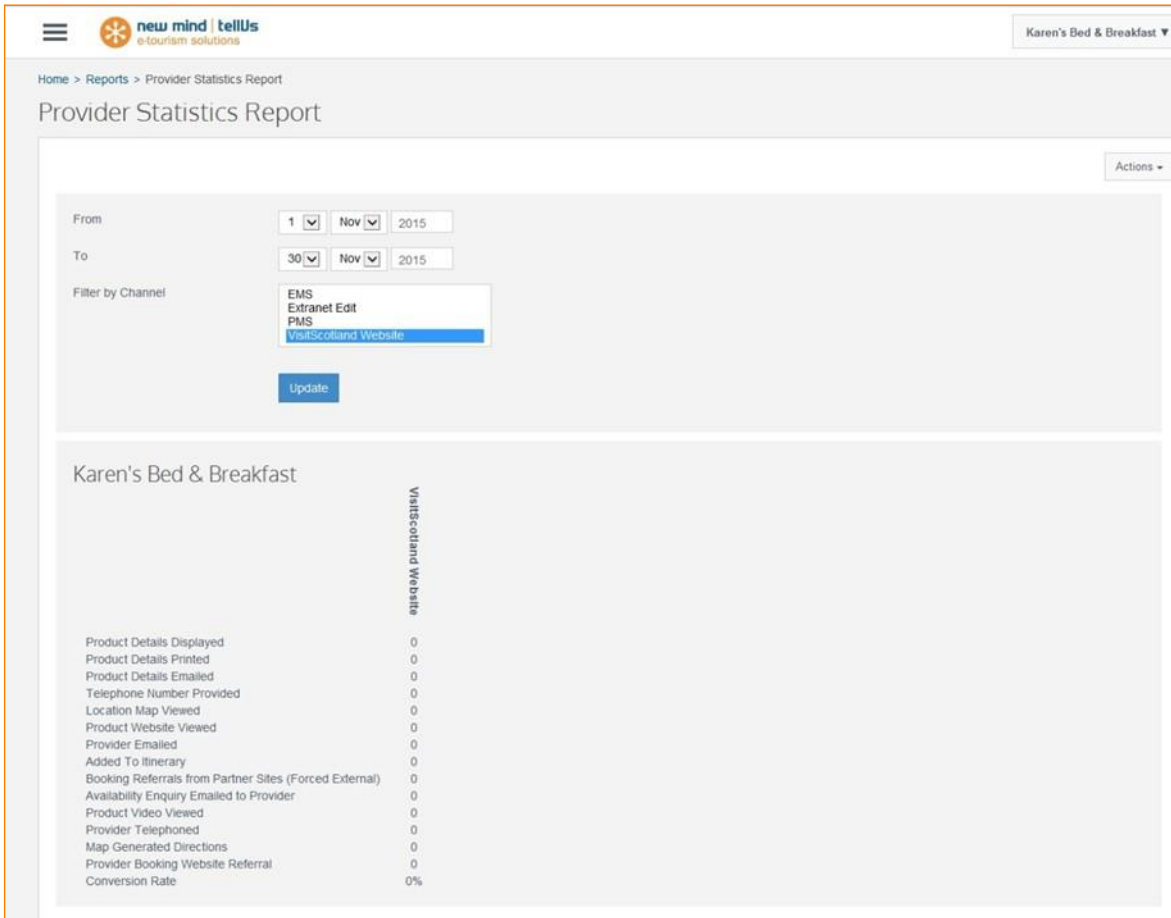 new mind | tellUs
e-tourism solutions
Karen's Bed & Breakfast ▼
Home > Reports > Provider Statistics Report
Provider Statistics Report
Actions
From 1 Nov 2015
To 30 Nov 2015
Filter by Channel EMS
Extranet Edit
PMS
VisitScotland Website
Update
Karen's Bed & Breakfast
VisitScotland Website
Product Details Displayed 0
Product Details Printed 0
Product Details Emailed 0
Telephone Number Provided 0
Location Map Viewed 0
Product Website Viewed 0
Provider Emailed 0
Added To Itinerary 0
Booking Referrals from Partner Sites (Forced External) 0
Availability Enquiry Emailed to Provider 0
Product Video Viewed 0
Provider Telephoned 0
Map Generated Directions 0
Provider Booking Website Referral 0
Conversion Rate 0%